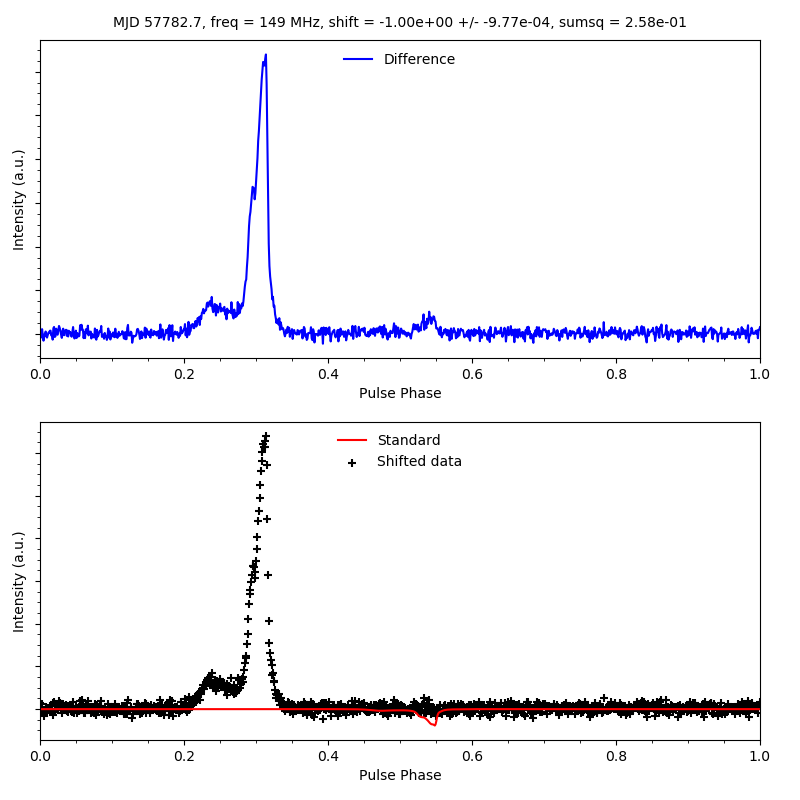 MJD 57782.7, freq = 149 MHz, shift = -1.00e+00 +/- -9.77e-04, sumsq = 2.58e-01
Difference
Intensity (a.u.)
0.0 0.2 0.4 0.6 0.8 1.0
Pulse Phase
Standard
Shifted data
Intensity (a.u.)
0.0 0.2 0.4 0.6 0.8 1.0
Pulse Phase